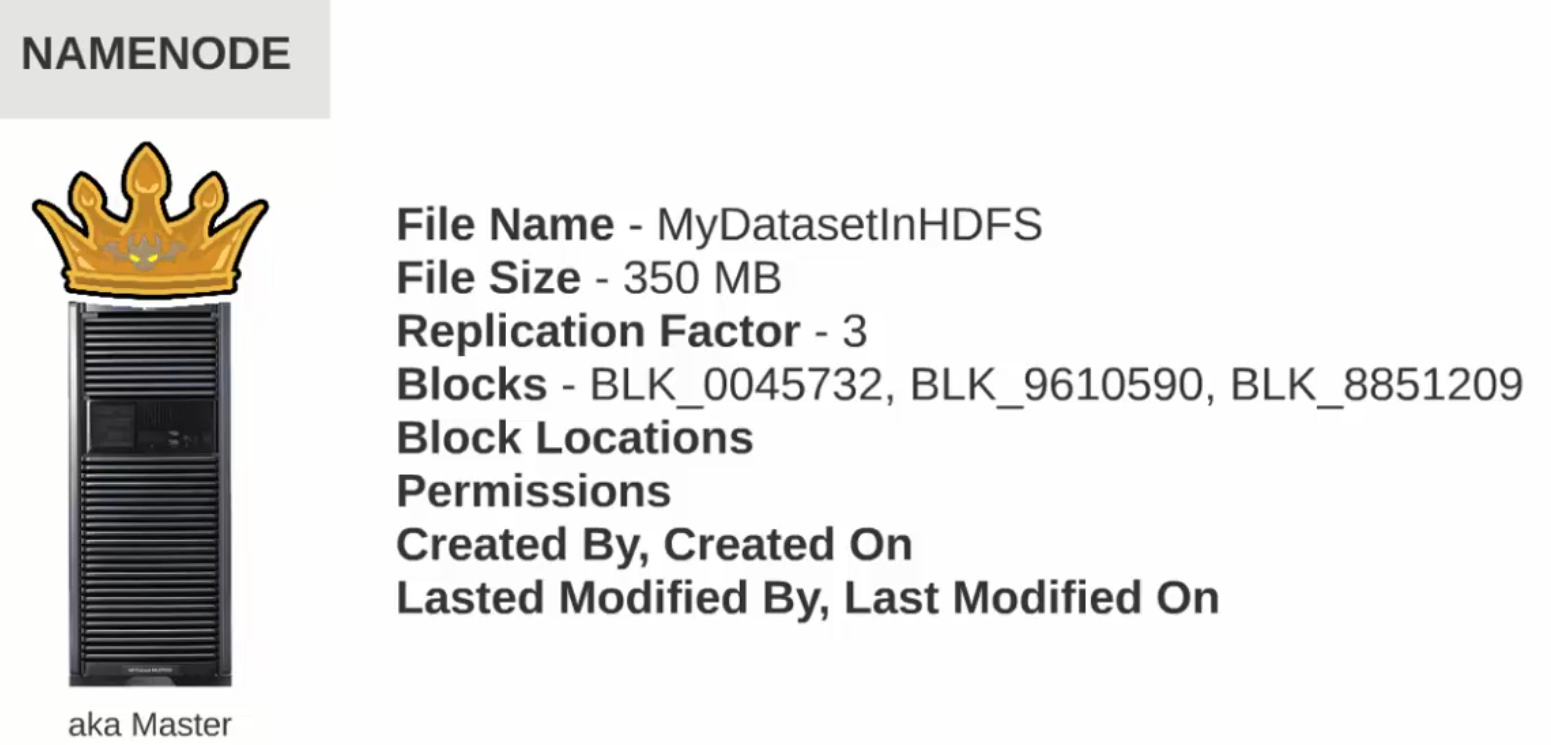 NAMENODE
File Name - MyDatasetInHDFS
File Size - 350 MB
Replication Factor - 3
Blocks - BLK_0045732, BLK_9610590, BLK_8851209
Block Locations
Permissions
Created By, Created On
Lasted Modified By, Last Modified On
aka Master